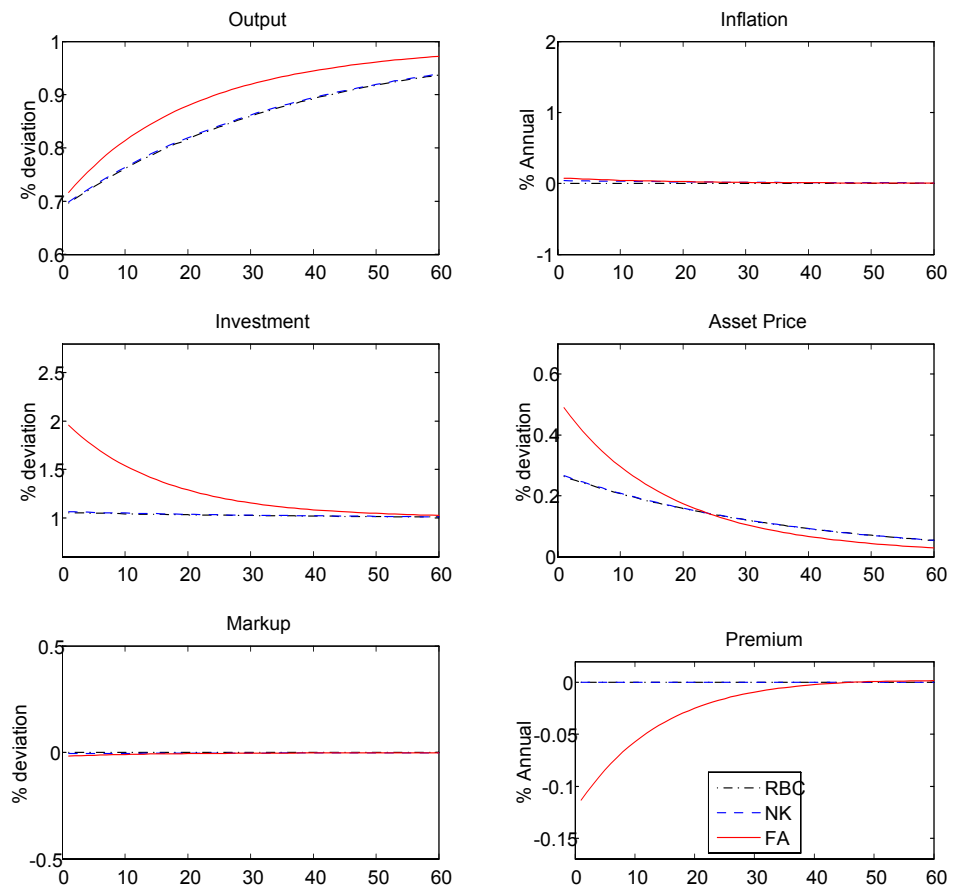 Output
% deviation
1
0.9
0.8
0.7
0.6
0 10 20 30 40 50 60
Inflation
% Annual
2
1
0
-1
0 10 20 30 40 50 60
Investment
% deviation
2.5
2
1.5
1
0 10 20 30 40 50 60
Asset Price
% deviation
0.6
0.4
0.2
0
0 10 20 30 40 50 60
Markup
% deviation
0.5
0
-0.5
0 10 20 30 40 50 60
Premium
% Annual
0
-0.05
-0.1
-0.15
0 10 20 30 40 50 60
RBC
NK
FA